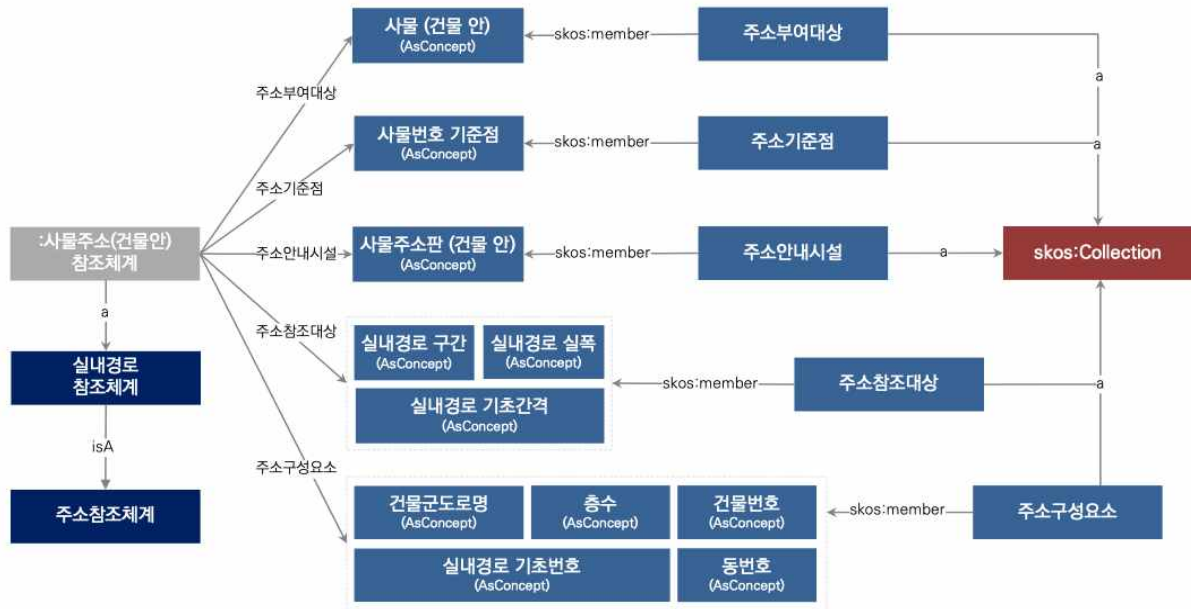 사물 (건물 안)
(AsConcept)
skos:member
주소부여대상
a
주소부여대상
사물번호 기준점
(AsConcept)
skos:member
주소기준점
a
주소기준점
:사물주소(건물안)
참조체계
주소안내시설
사물주소판 (건물 안)
(AsConcept)
skos:member
주소안내시설
a
skos:Collection
a
실내경로
참조체계
주소참조대상
실내경로 구간
(AsConcept)
실내경로 실폭
(AsConcept)
실내경로 기초간격
(AsConcept)
skos:member
주소참조대상
a
isA
주소참조체계
주소구성요소
건물군도로명
(AsConcept)
층수
(AsConcept)
건물번호
(AsConcept)
실내경로 기초번호
(AsConcept)
동번호
(AsConcept)
skos:member
주소구성요소